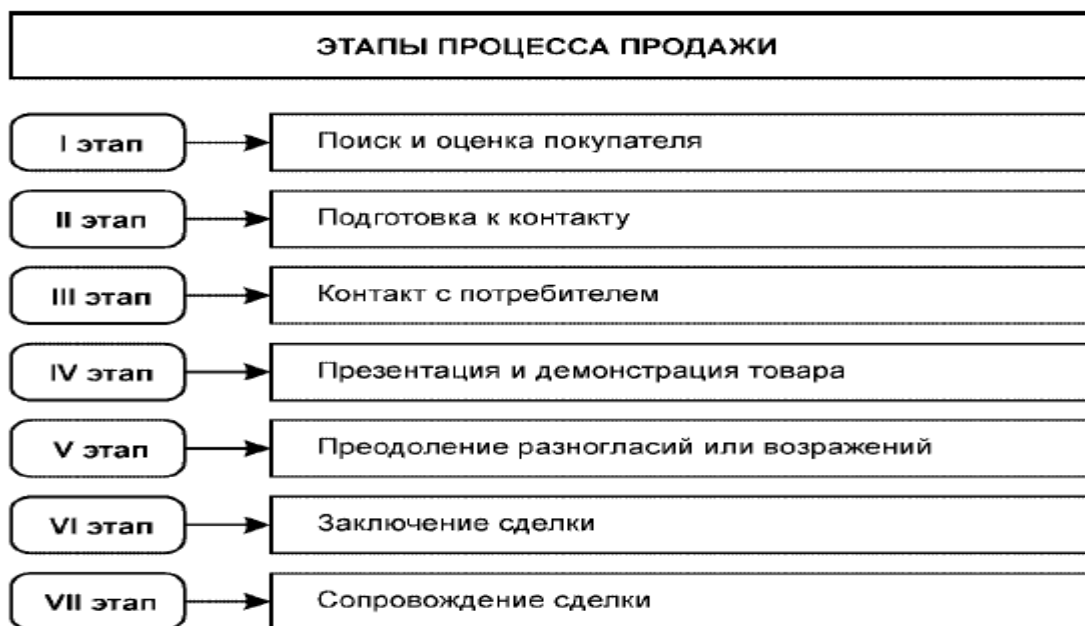 ЭТАПЫ ПРОЦЕССА ПРОДАЖИ
I этап Поиск и оценка покупателя
II этап Подготовка к контакту
III этап Контакт с потребителем
IV этап Презентация и демонстрация товара
V этап Преодоление разногласий или возражений
VI этап Заключение сделки
VII этап Сопровождение сделки